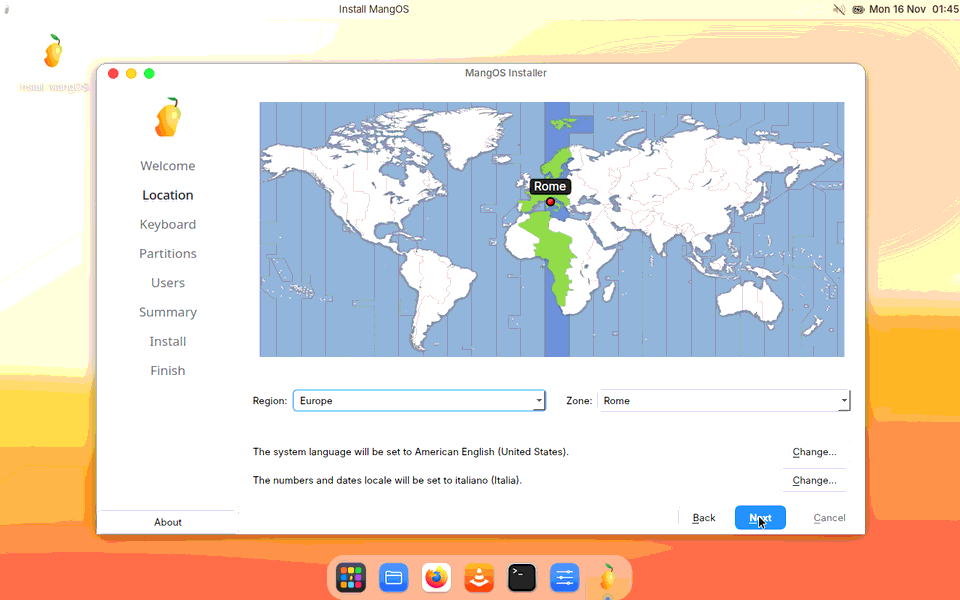 Install MangOS
Mon 16 Nov 01:45
Install MangOS
MangOS Installer
Welcome
Location
Keyboard
Partitions
Users
Summary
Install
Finish
About
Rome
Region: Europe Zone: Rome
The system language will be set to American English (United States). Change...
The numbers and dates locale will be set to italiano (Italia). Change...
Back Next Cancel
>_